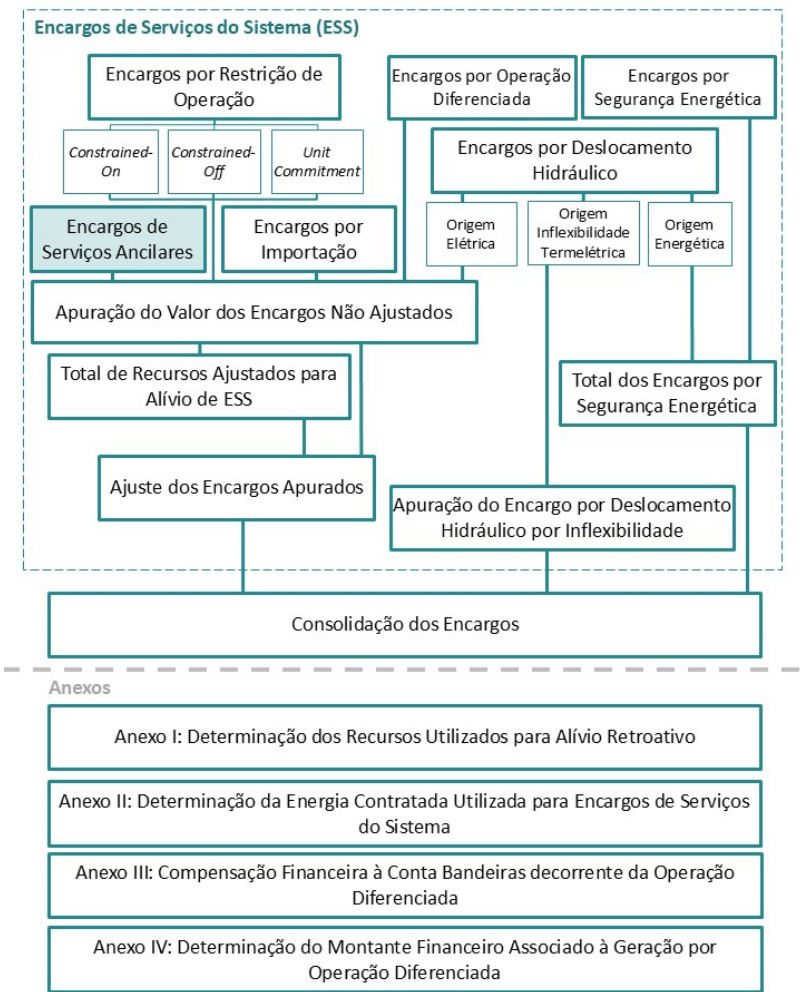 Encargos de Serviços do Sistema (ESS)
Encargos por Restrição de
Operação
Encargos por Operação
Diferenciada
Encargos por
Segurança Energética
Constrained-
On
Constrained-
Off
Unit
Commitment
Encargos por Deslocamento
Hidráulico
Encargos de
Serviços Ancilares
Encargos por
Importação
Origem
Elétrica
Origem
Inflexibilidade
Termelétrica
Origem
Energética
Apuração do Valor dos Encargos Não Ajustados
Total de Recursos Ajustados para
Alívio de ESS
Total dos Encargos por
Segurança Energética
Ajuste dos Encargos Apurados
Apuração do Encargo por Deslocamento
Hidráulico por Inflexibilidade
Consolidação dos Encargos
Anexos
Anexo I: Determinação dos Recursos Utilizados para Alívio Retroativo
Anexo II: Determinação da Energia Contratada Utilizada para Encargos de Serviços
do Sistema
Anexo III: Compensação Financeira à Conta Bandeiras decorrente da Operação
Diferenciada
Anexo IV: Determinação do Montante Financeiro Associado à Geração por
Operação Diferenciada